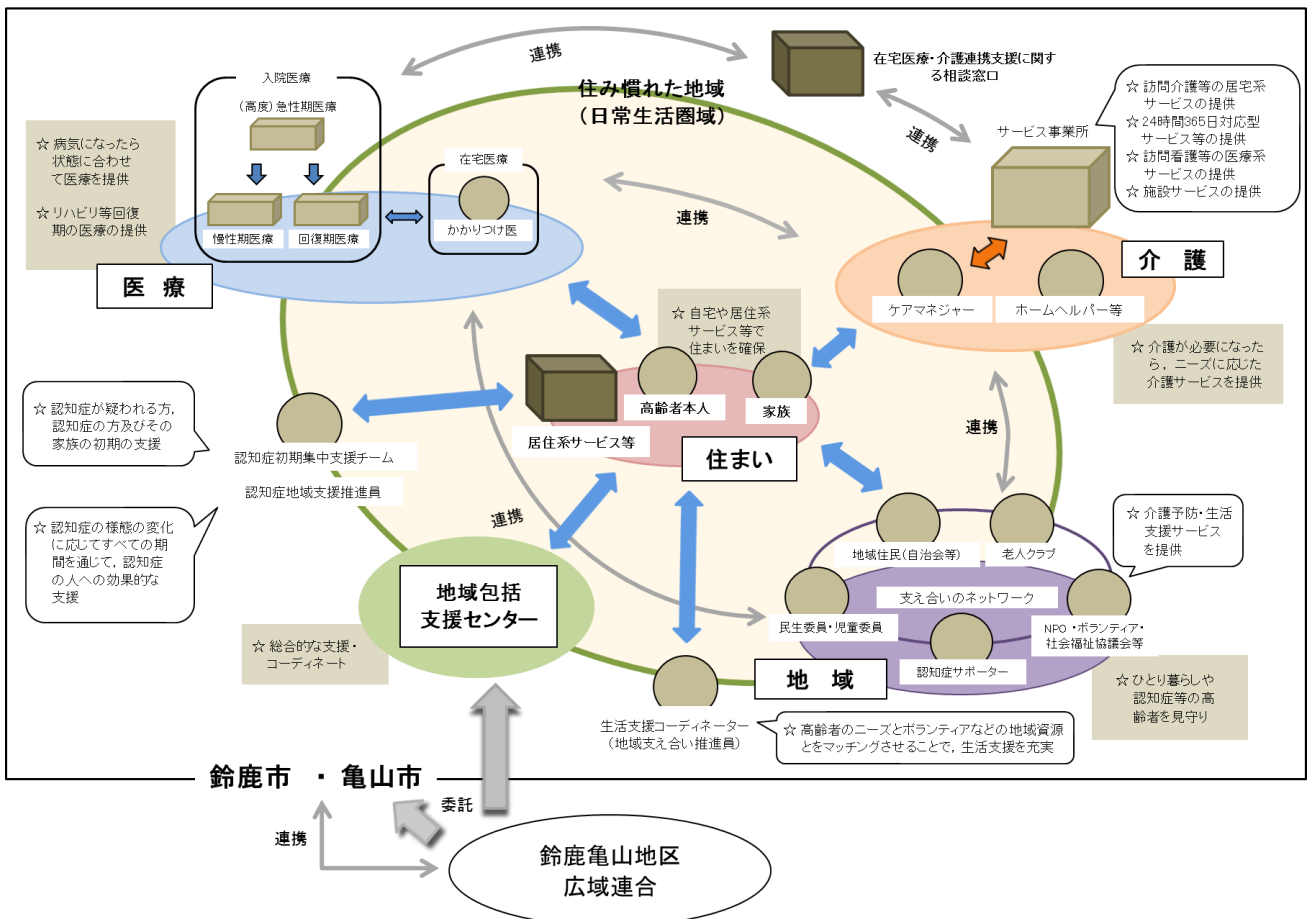 連携
在宅医療・介護連携支援に関す
る相談窓口
入院医療
(高度)急性期医療
住み慣れた地域
(日常生活圏域)
連携
サービス事業所
☆ 訪問介護等の居宅系
サービスの提供
☆ 24時間365日対応型
サービス等の提供
☆ 訪問看護等の医療系
サービスの提供
☆ 施設サービスの提供
☆ 病気になったら
状態に合わせ
て医療を提供
☆ リハビリ等回復
期の医療の提供
在宅医療
慢性期医療
回復期医療
かかりつけ医
連携
医 療
介 護
ケアマネジャー
ホームヘルパー等
☆ 自宅や居住系
サービス等で
住まいを確保
☆ 介護が必要になった
ら，ニーズに応じた
介護サービスを提供
高齢者本人
家族
居住系サービス等
住まい
連携
☆ 認知症が疑われる方，
認知症の方及びその
家族の初期の支援
認知症初期集中支援チーム
認知症地域支援推進員
☆ 認知症の様態の変化
に応じてすべての期
間を通じて，認知症
の人への効果的な
支援
連携
地域包括
支援センター
☆ 総合的な支援・
コーディネート
☆ 介護予防・生活
支援サービス
を提供
地域住民(自治会等)
老人クラブ
支え合いのネットワーク
民生委員・児童委員
NPO・ボランティア・
社会福祉協議会等
認知症サポーター
地 域
☆ ひとり暮らしや
認知症等の高
齢者を見守り
生活支援コーディネーター
(地域支え合い推進員)
☆ 高齢者のニーズとボランティアなどの地域資源
とをマッチングさせることで，生活支援を充実
鈴鹿市 ・ 亀山市
委託
連携
鈴鹿亀山地区
広域連合